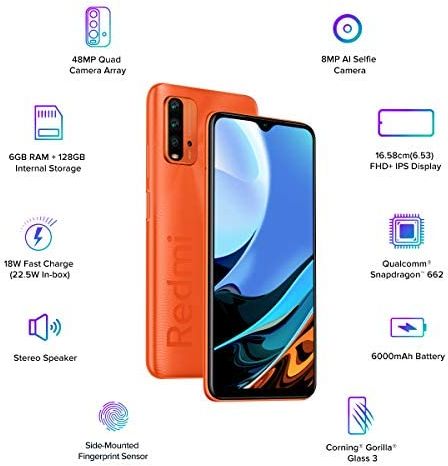 48MP Quad
Camera Array
8MP AI Selfie
Camera
6GB RAM + 128GB
Internal Storage
16.58cm(6.53)
FHD+ IPS Display
18W Fast Charge
(22.5W In-box)
Qualcomm®
Snapdragon™ 662
Stereo Speaker
6000mAh Battery
Redmi
Side-Mounted
Fingerprint Sensor
Corning® Gorilla®
Glass 3